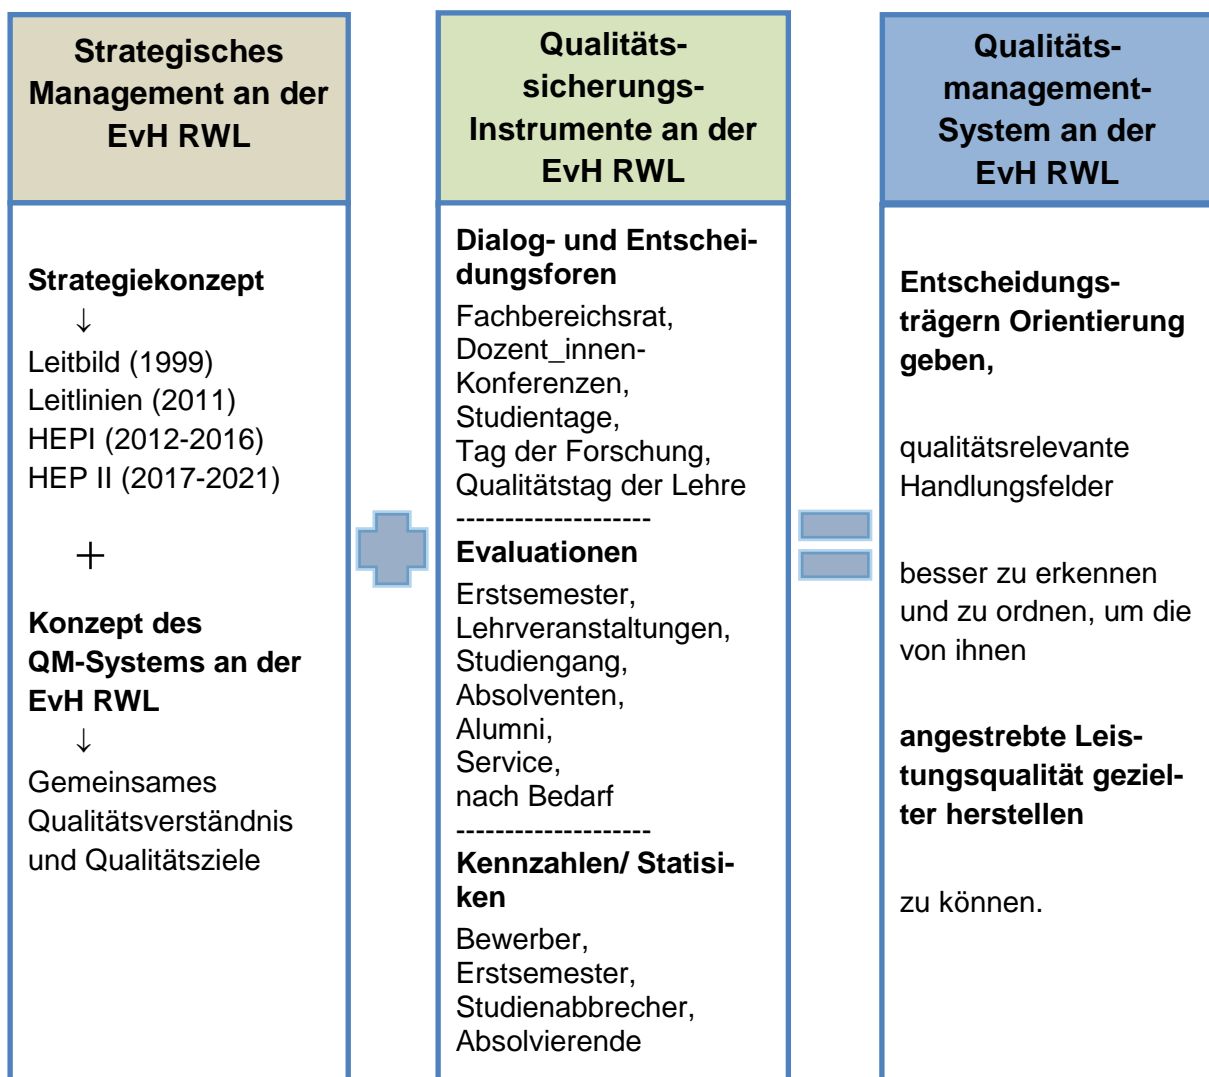 Strategisches
Management an der
EvH RWL
Strategiekonzept
↓
Leitbild (1999)
Leitlinien (2011)
HEPI (2012-2016)
HEP II (2017-2021)
+
Konzept des
QM-Systems an der
EvH RWL
↓
Gemeinsames
Qualitätsverständnis
und Qualitätsziele
Qualitäts-
sicherungs-
Instrumente an der
EvH RWL
Dialog- und Entschei-
dungsforen
Fachbereichsrat,
Dozent_innen-
Konferenzen,
Studientage,
Tag der Forschung,
Qualitätstag der Lehre
--------------------
Evaluationen
Erstsemester,
Lehrveranstaltungen,
Studiengang,
Absolventen,
Alumni,
Service,
nach Bedarf
--------------------
Kennzahlen/ Statisi-
ken
Bewerber,
Erstsemester,
Studienabbrecher,
Absolvierende
Qualitäts-
management-
System an der
EvH RWL
Entscheidungs-
trägern Orientierung
geben,
qualitätsrelevante
Handlungsfelder
besser zu erkennen
und zu ordnen, um die
von ihnen
angestrebte Leis-
tungsqualität geziel-
ter herstellen
zu können.